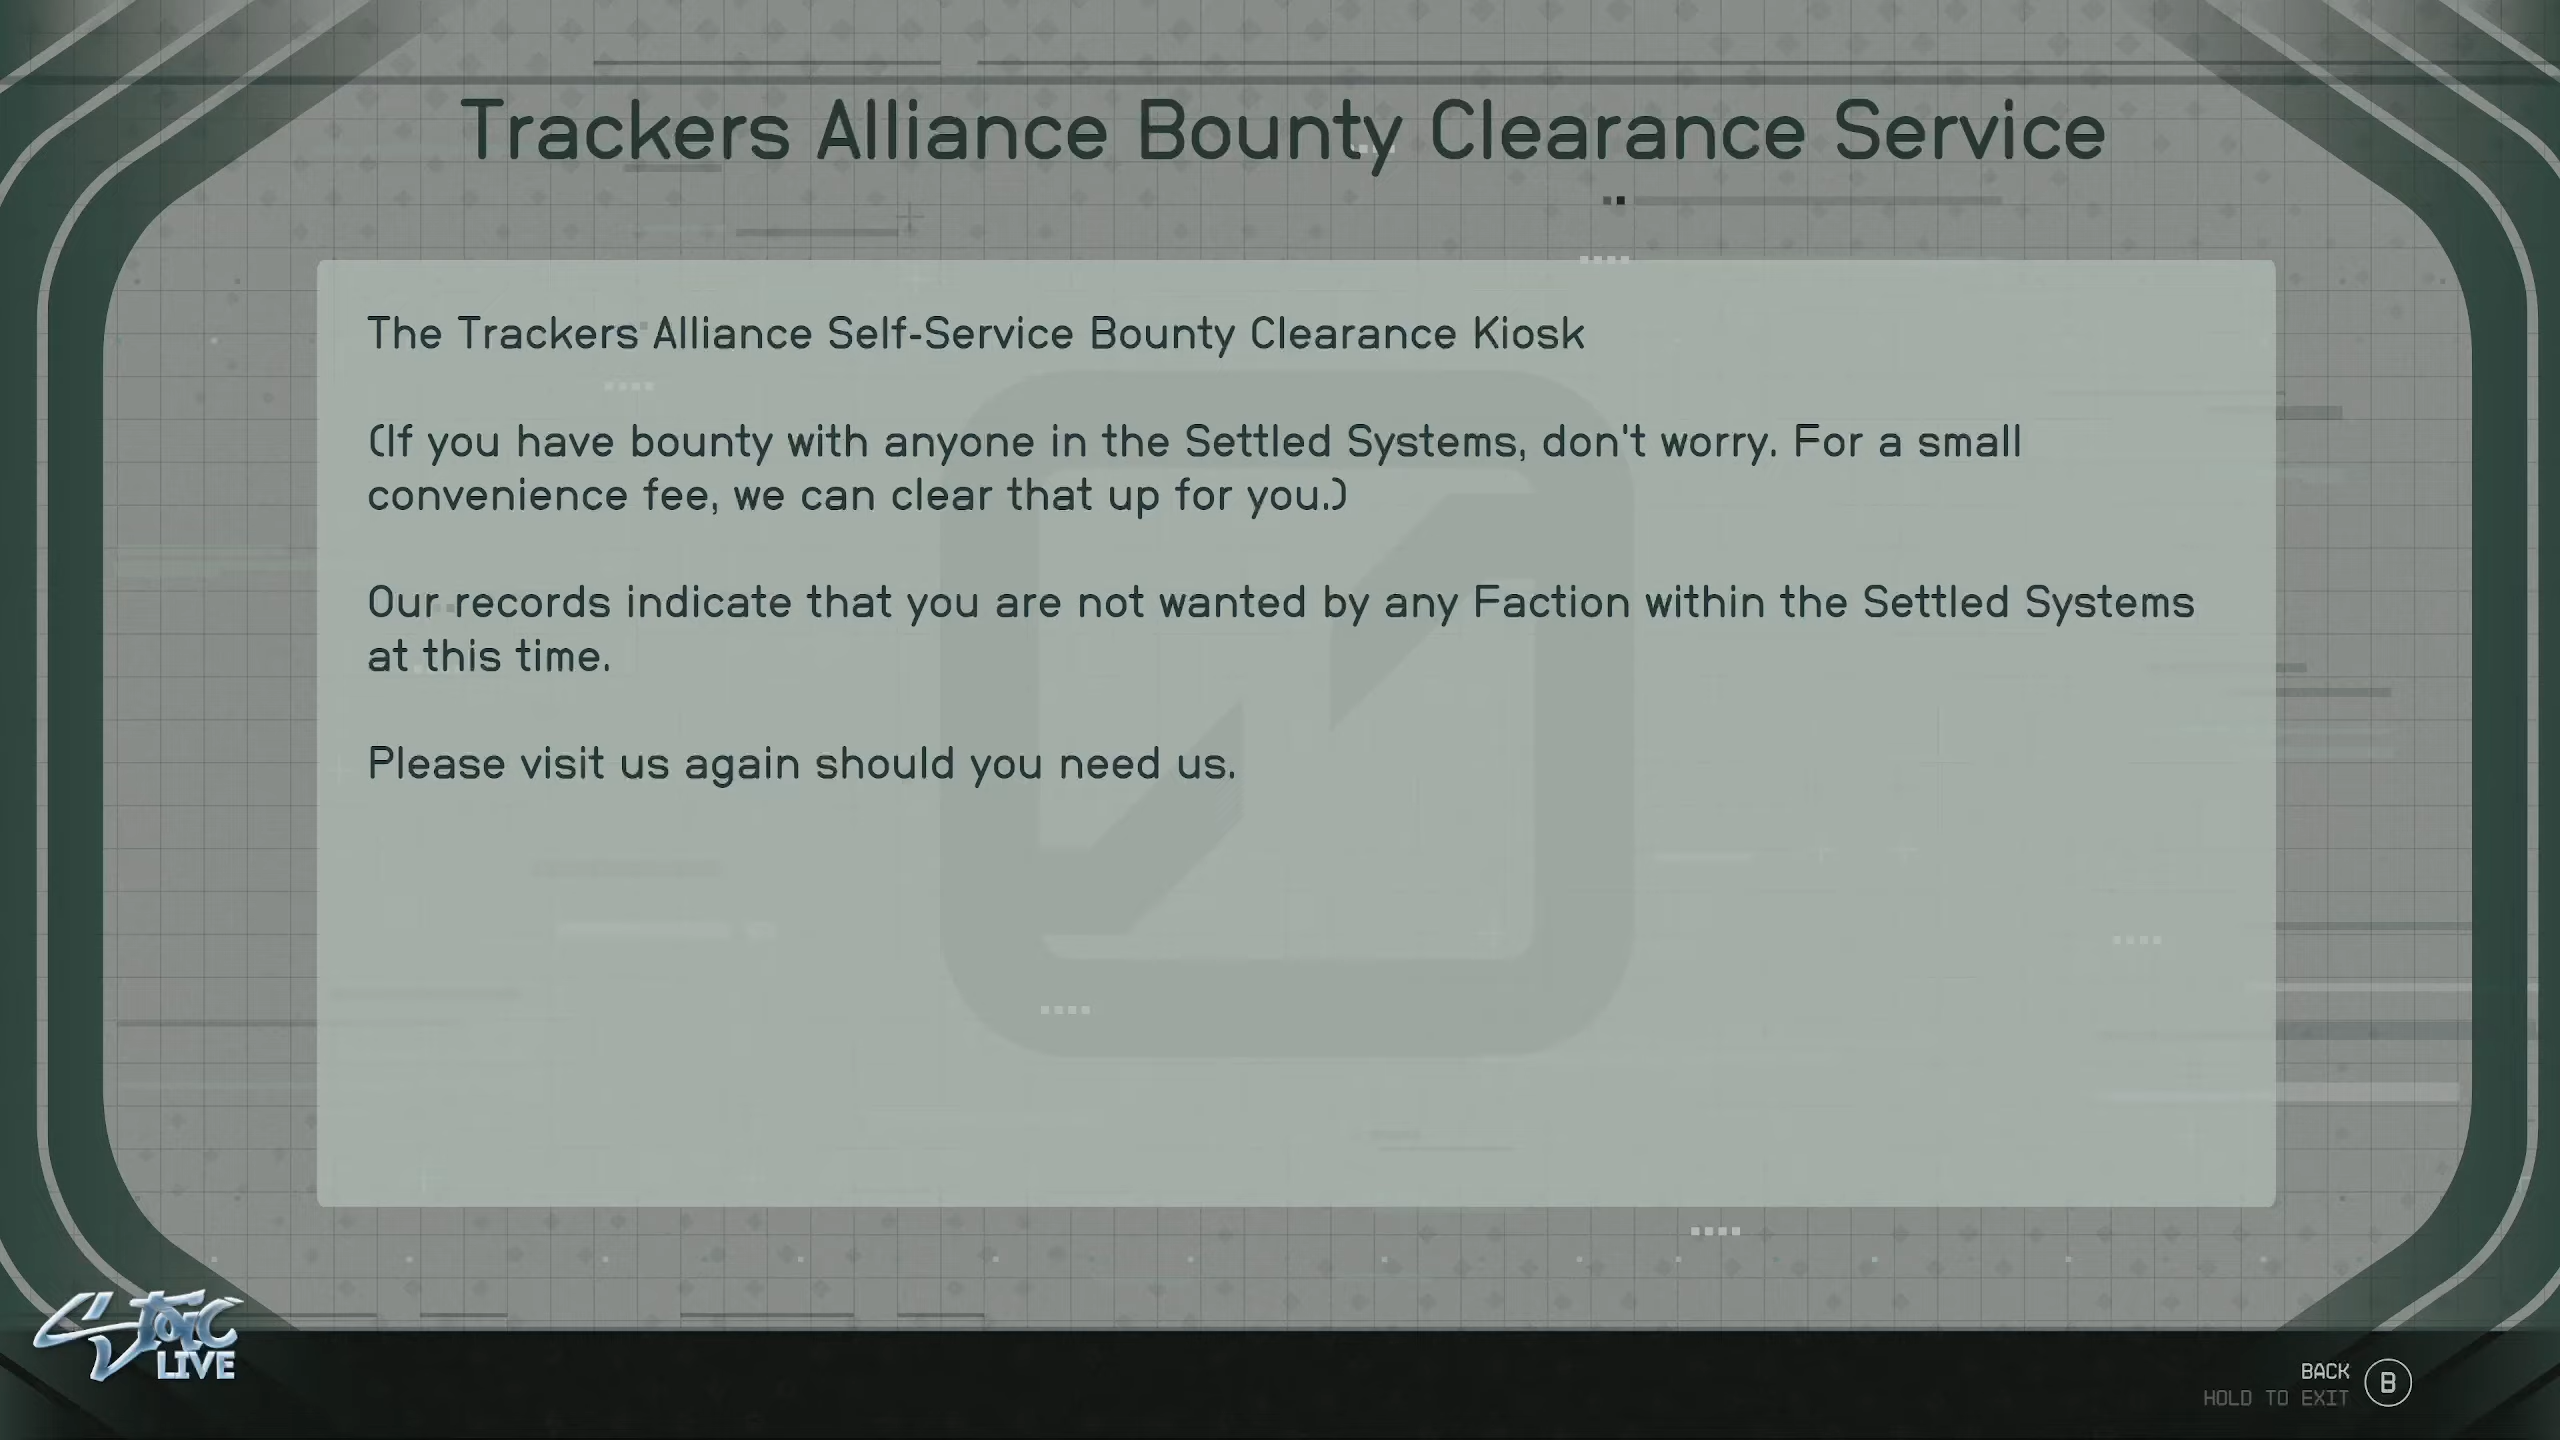 Trackers Alliance Bounty Clearance Service
The Trackers Alliance Self-Service Bounty Clearance Kiosk
(If you have bounty with anyone in the Settled Systems, don't worry. For a small
convenience fee, we can clear that up for you.)
Our records indicate that you are not wanted by any Faction within the Settled Systems
at this time.
Please visit us again should you need us.
STOIC
LIVE
BACK
B
HOLD TO EXIT